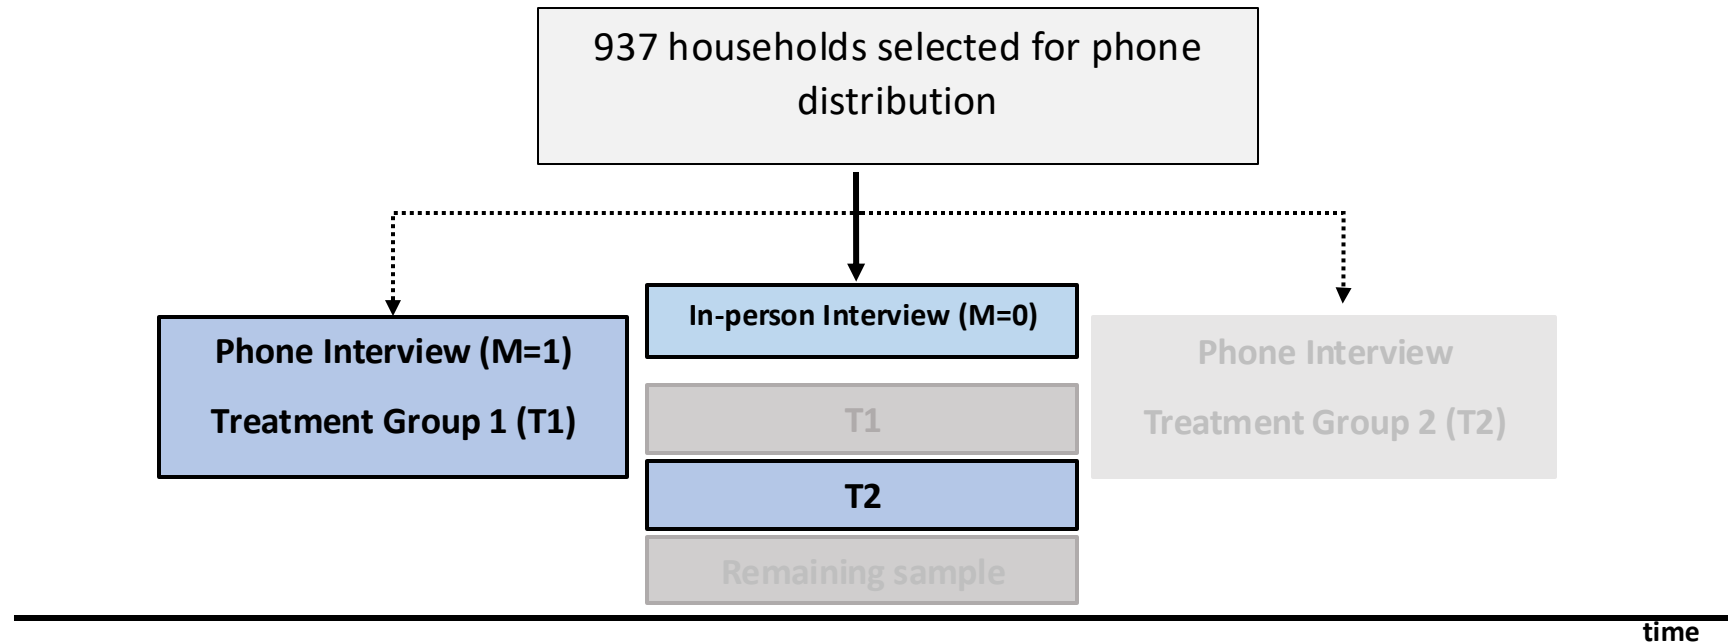 937 households selected for phone
distribution
In-person Interview (M=0)
Phone Interview (M=1)
Treatment Group 1 (T1)
T1
T2
Remaining sample
Phone Interview
Treatment Group 2 (T2)
time